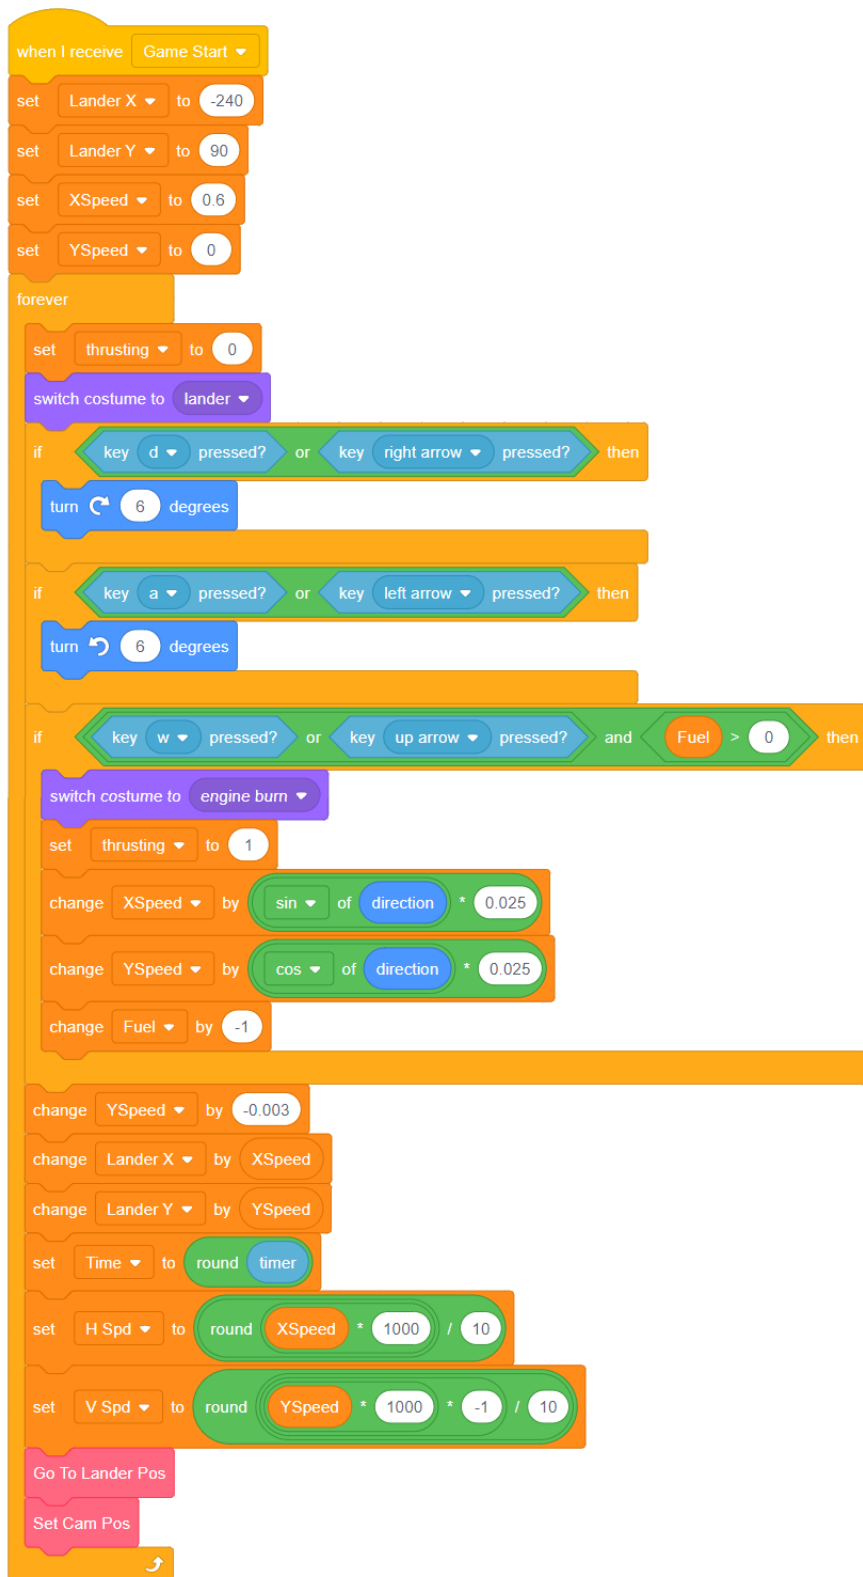 when I receive Game Start
set Lander X to -240
set Lander Y to 90
set XSpeed to 0.6
set YSpeed to 0
forever
set thrusting to 0
switch costume to lander
if key d pressed? or key right arrow pressed? then
turn 6 degrees
if key a pressed? or key left arrow pressed? then
turn 6 degrees
if key w pressed? or key up arrow pressed? and Fuel > 0 then
switch costume to engine burn
set thrusting to 1
change XSpeed by sin of direction * 0.025
change YSpeed by cos of direction * 0.025
change Fuel by -1
change YSpeed by -0.003
change Lander X by XSpeed
change Lander Y by YSpeed
set Time to round timer
set H Spd to round XSpeed * 1000 / 10
set V Spd to round YSpeed * 1000 * -1 / 10
Go To Lander Pos
Set Cam Pos